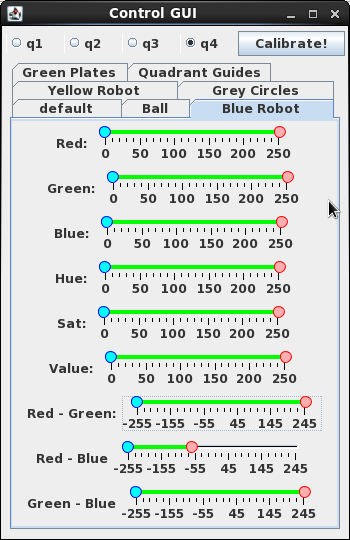 Control GUI
q1 q2 q3 q4 Calibrate!
Green Plates Quadrant Guides
Yellow Robot Grey Circles
default Ball Blue Robot
Red:
0 50 100 150 200 250
Green:
0 50 100 150 200 250
Blue:
0 50 100 150 200 250
Hue:
0 50 100 150 200 250
Sat:
0 50 100 150 200 250
Value:
0 50 100 150 200 250
Red - Green:
-255 -155 -55 45 145 245
Red - Blue
-255 -155 -55 45 145 245
Green - Blue
-255 -155 -55 45 145 245